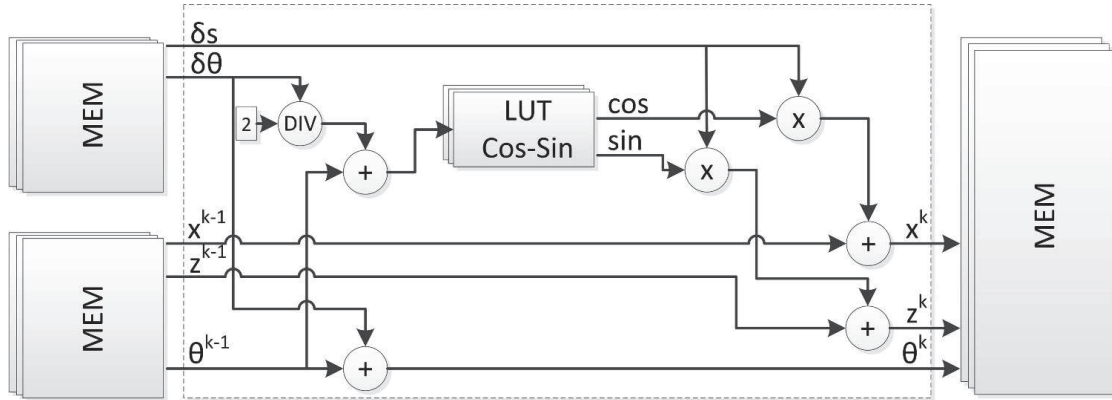 MEM
δs
δθ
2
DIV
+
LUT
Cos-Sin
cos
sin
x
x
MEM
x^{k-1}
z^{k-1}
θ^{k-1}
+
+
+
x^{k}
z^{k}
θ^{k}
MEM